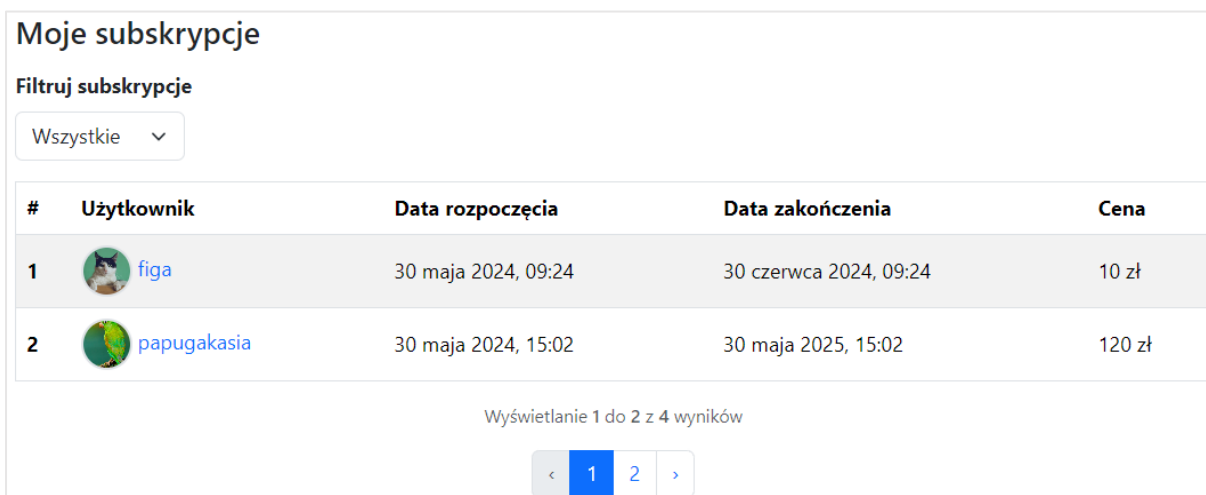 Moje subskrypcje
Filtruj subskrypcje
Wszystkie
# Użytkownik Data rozpoczęcia Data zakończenia Cena
1 figa 30 maja 2024, 09:24 30 czerwca 2024, 09:24 10 zł
2 papugakasia 30 maja 2024, 15:02 30 maja 2025, 15:02 120 zł
Wyświetlanie 1 do 2 z 4 wyników
‹ 1 2 ›